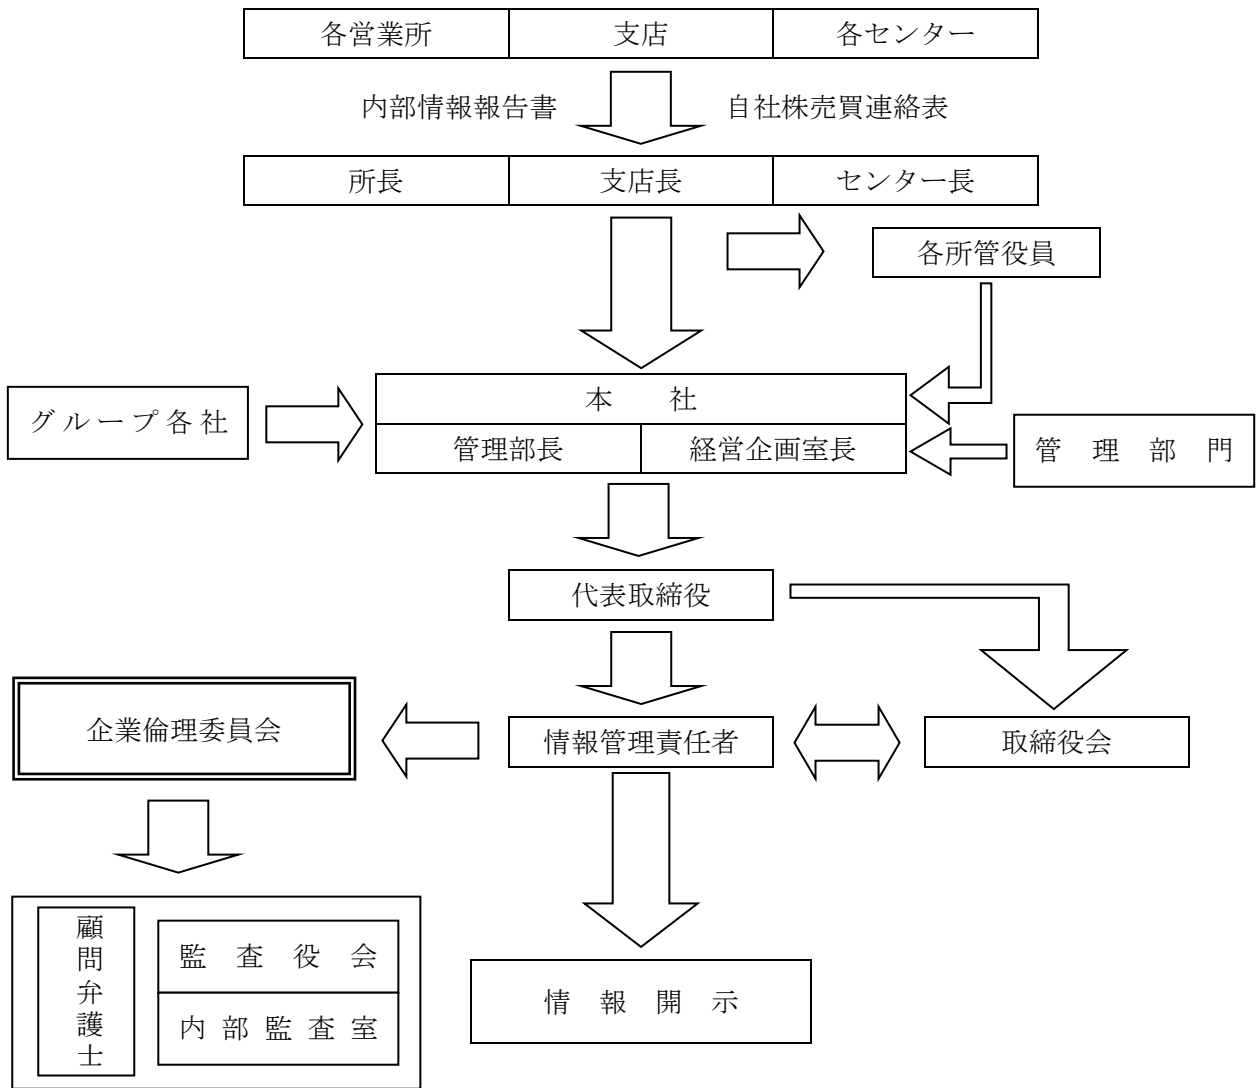 各営業所 支店 各センター
内部情報報告書 自社株売買連絡表
所長 支店長 センター長
各所管役員
本 社
グループ各社
管理部長 経営企画室長
管理部門
代表取締役
企業倫理委員会
情報管理責任者 取締役会
顧問弁護士
監査役会
内部監査室
情報開示